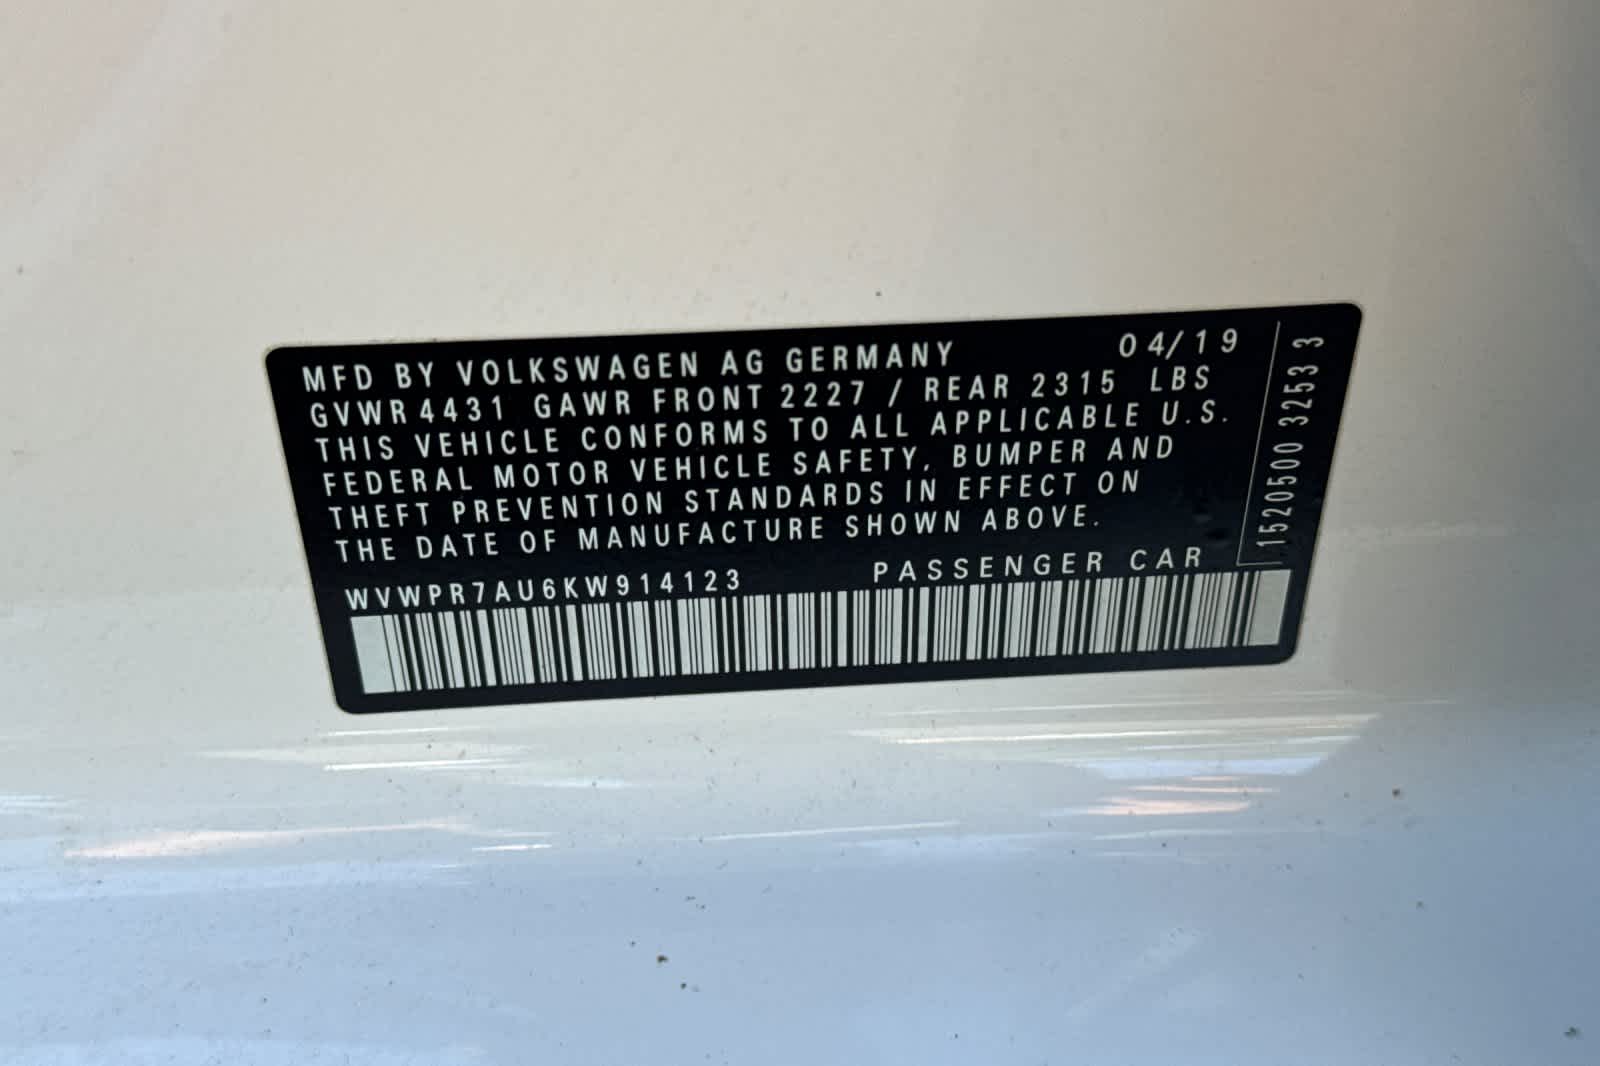 MFD BY VOLKSWAGEN AG GERMANY 04/19
GVWR 4431 GAWR FRONT 2227 / REAR 2315 LBS
THIS VEHICLE CONFORMS TO ALL APPLICABLE U.S.
FEDERAL MOTOR VEHICLE SAFETY, BUMPER AND
THEFT PREVENTION STANDARDS IN EFFECT ON
THE DATE OF MANUFACTURE SHOWN ABOVE.
WVWPR7AU6KW914123 PASSENGER CAR
1520500 3253 3